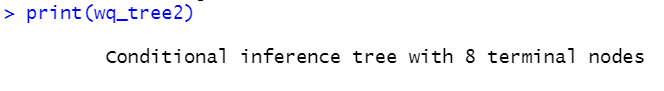 > print(wq_tree2)
Conditional inference tree with 8 terminal nodes